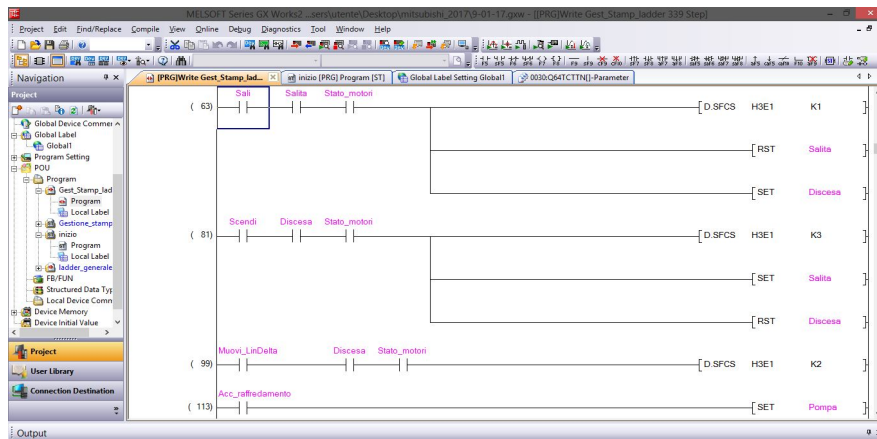 MELSOFT Series GX Works2 ...sers\utente\Desktop\mitsubishi_2017\9-01-17.gxw - [[PRG]Write Gest_Stamp_ladder 339 Step]
Project Edit Find/Replace Compile View Online Debug Diagnostics Tool Window Help
Navigation
[PRG]Write Gest_Stamp_lad... inizio [PRG] Program [ST] Global Label Setting Global1 0030:Q64TCTTN[]-Parameter
Project
Global Device Commer
Global Label
Global1
Program Setting
POU
Program
Gest_Stamp_lad
Program
Local Label
Gestione_stamp
inizio
Program
Local Label
ladder_generale
FB/FUN
Structured Data Typ
Local Device Comn
Device Memory
Device Initial Value
Project
User Library
Connection Destination
Sali Salita Stato_motori
( 63) D.SFCS H3E1 K1
RST Salita
SET Discesa
Scendi Discesa Stato_motori
( 81) D.SFCS H3E1 K3
SET Salita
RST Discesa
Muovi_LinDelta Discesa Stato_motori
( 99) D.SFCS H3E1 K2
Acc_raffredamento
( 113) SET Pompa
Output